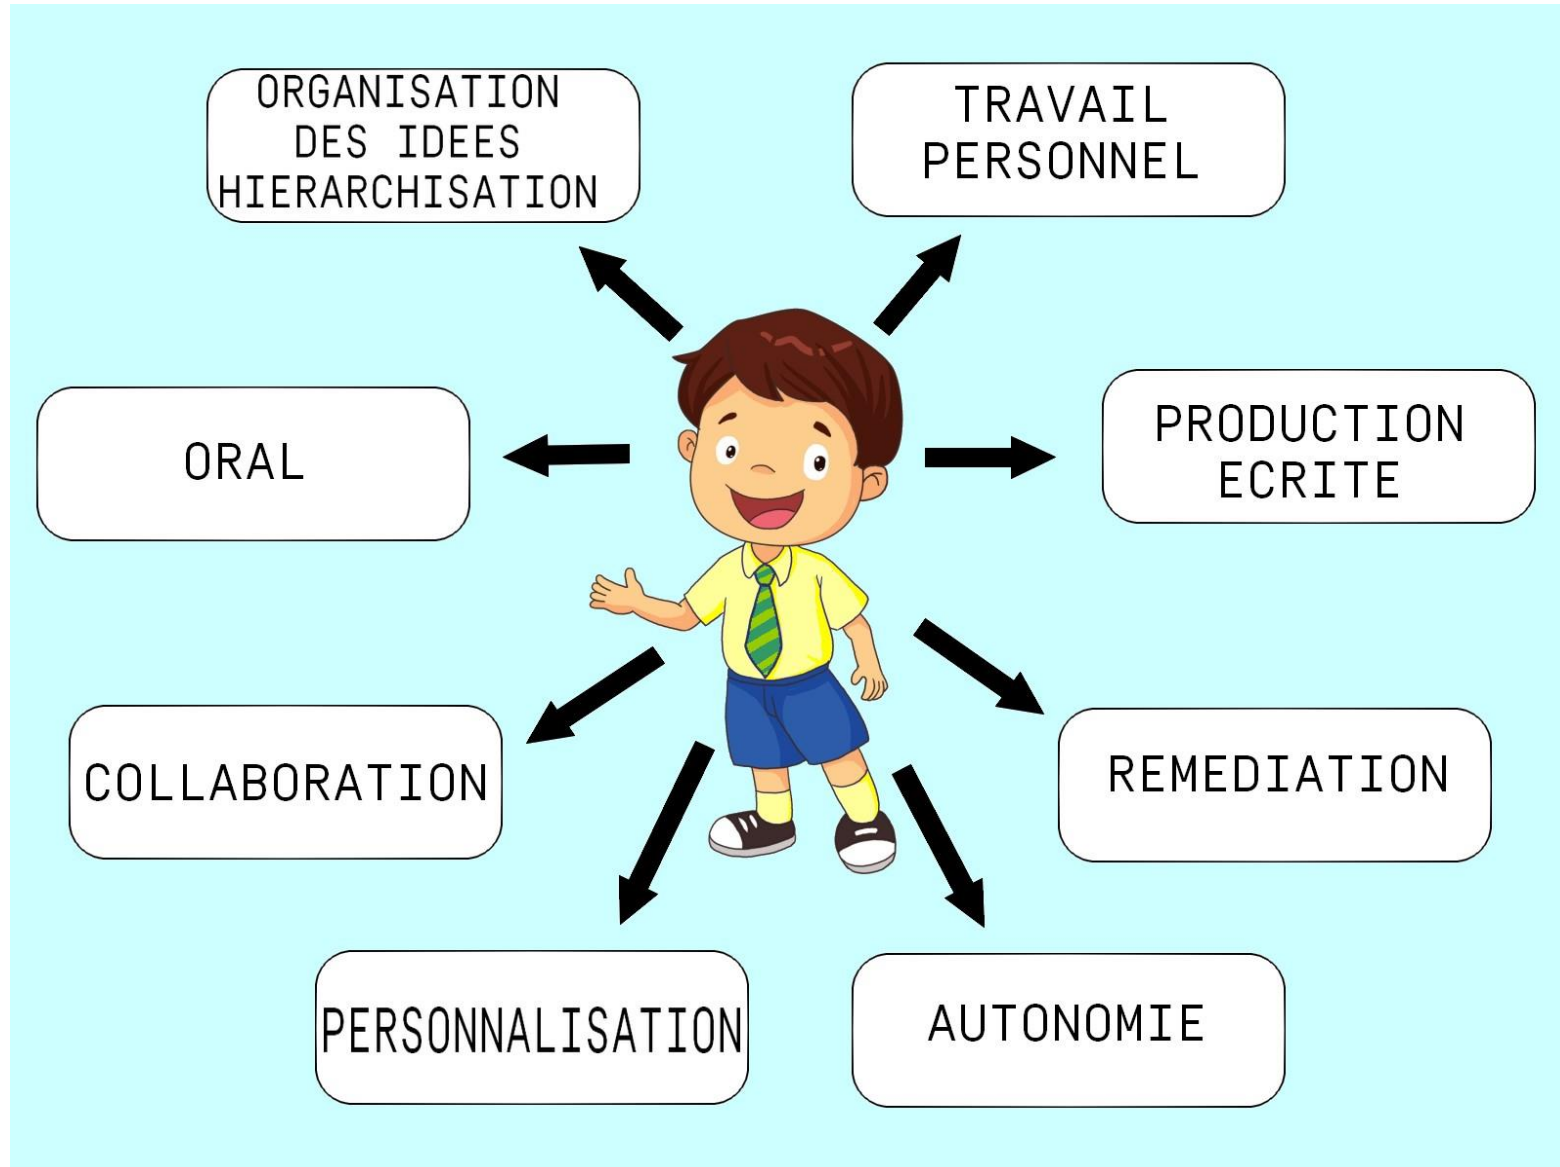 ORGANISATION
DES IDEES
HIERARCHISATION
TRAVAIL
PERSONNEL
ORAL
PRODUCTION
ECRITE
COLLABORATION
REMEDIATION
PERSONNALISATION
AUTONOMIE